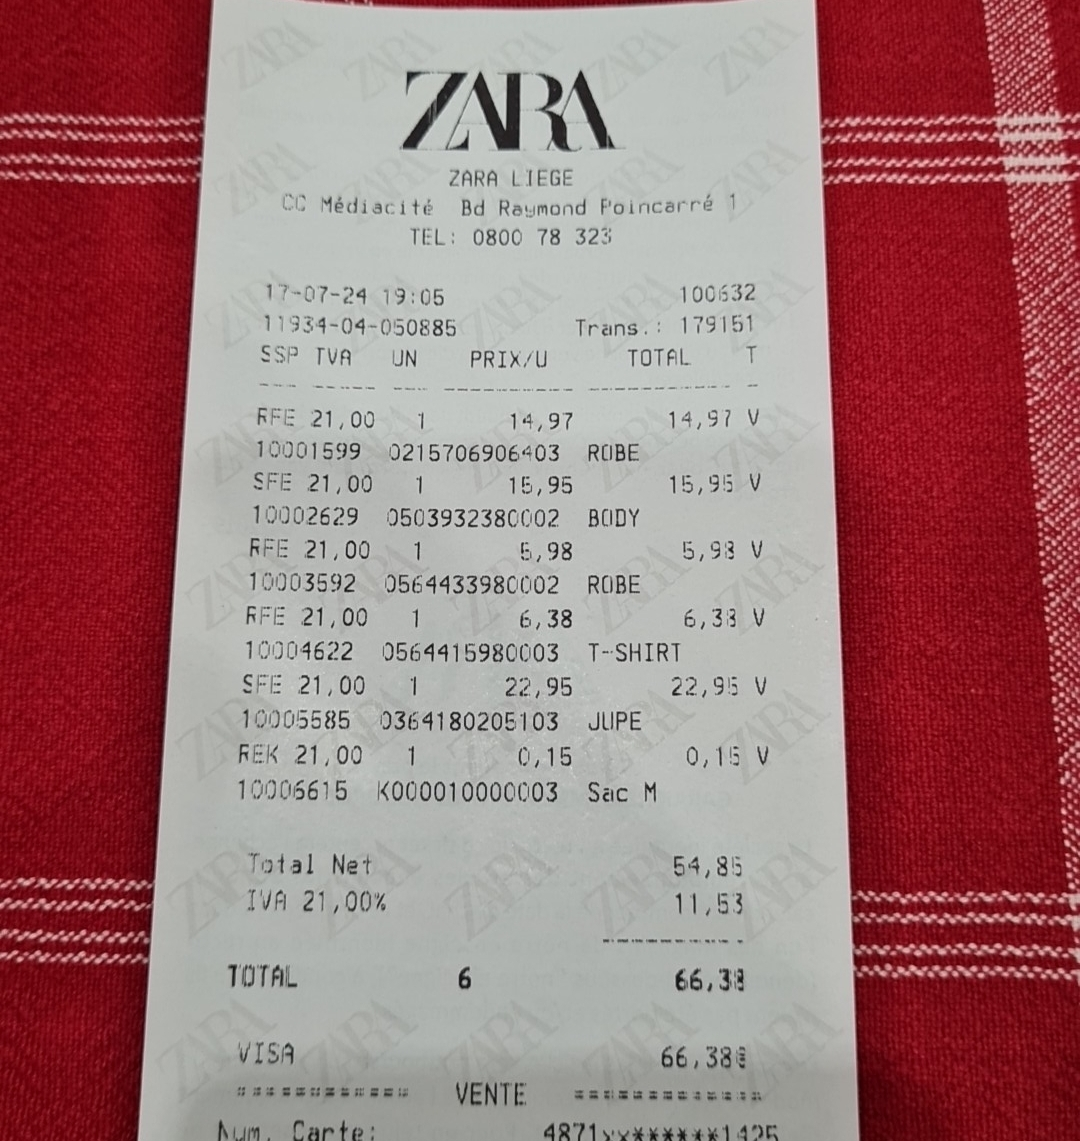 ZARA
ZARA LIEGE
CC Médiacité Bd Raymond Poincarré 1
TEL: 0800 78 323
17-07-24 19:05 100632
11934-04-050885 Trans.: 179151
SSP TVA UN PRIX/U TOTAL T
RFE 21,00 1 14,97 14,97 V
10001599 0215706906403 ROBE
SFE 21,00 1 15,95 15,95 V
10002629 0503932380002 BODY
RFE 21,00 1 5,98 5,98 V
10003592 0564433980002 ROBE
RFE 21,00 1 6,38 6,38 V
10004622 0564415980003 T-SHIRT
SFE 21,00 1 22,95 22,95 V
10005585 0364180205103 JUPE
REK 21,00 1 0,15 0,15 V
10006615 K000010000003 Sac M
Total Net 54,85
IVA 21,00% 11,53
TOTAL 6 66,38
VISA 66,38€
============ VENTE =============
Num. Carte: 4871xx******1425